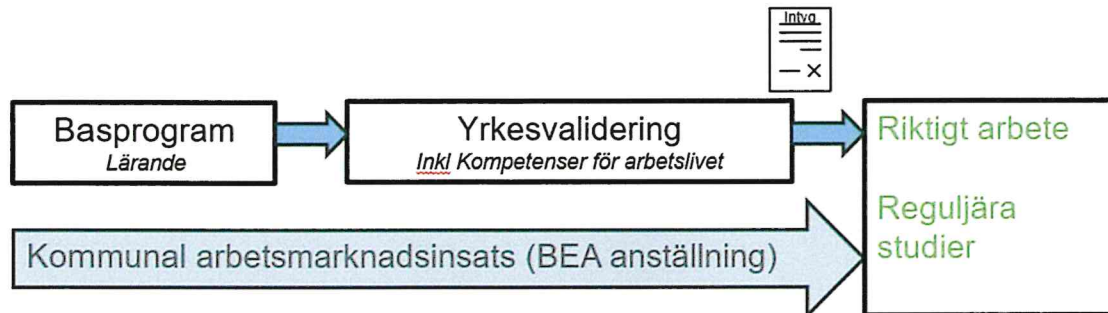 Intyg
Basprogram
Lärande
Yrkesvalidering
Inkl Kompetenser för arbetslivet
Riktigt arbete
Reguljära
studier
Kommunal arbetsmarknadsinsats (BEA anställning)